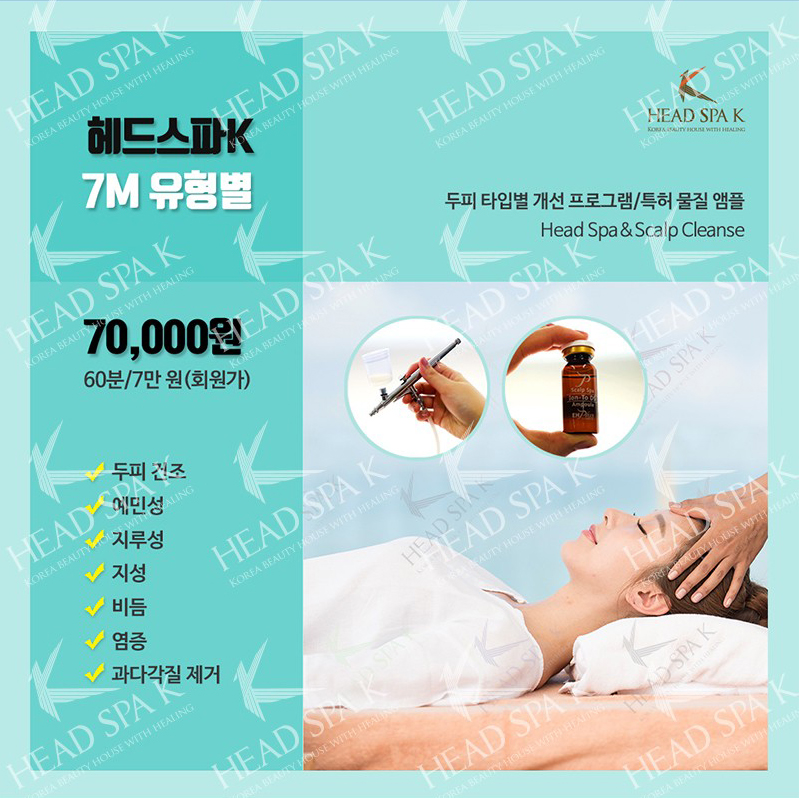 헤드스파K
7M 유형별
HEAD SPA K
KOREA BEAUTY HOUSE WITH HEALING
두피 타입별 개선 프로그램/특허 물질 앰플
Head Spa & Scalp Cleanse
70,000원
60분/7만 원(회원가)
Scalp Spa
Ampoule
두피 건조
예민성
지루성
지성
비듬
염증
과다각질 제거